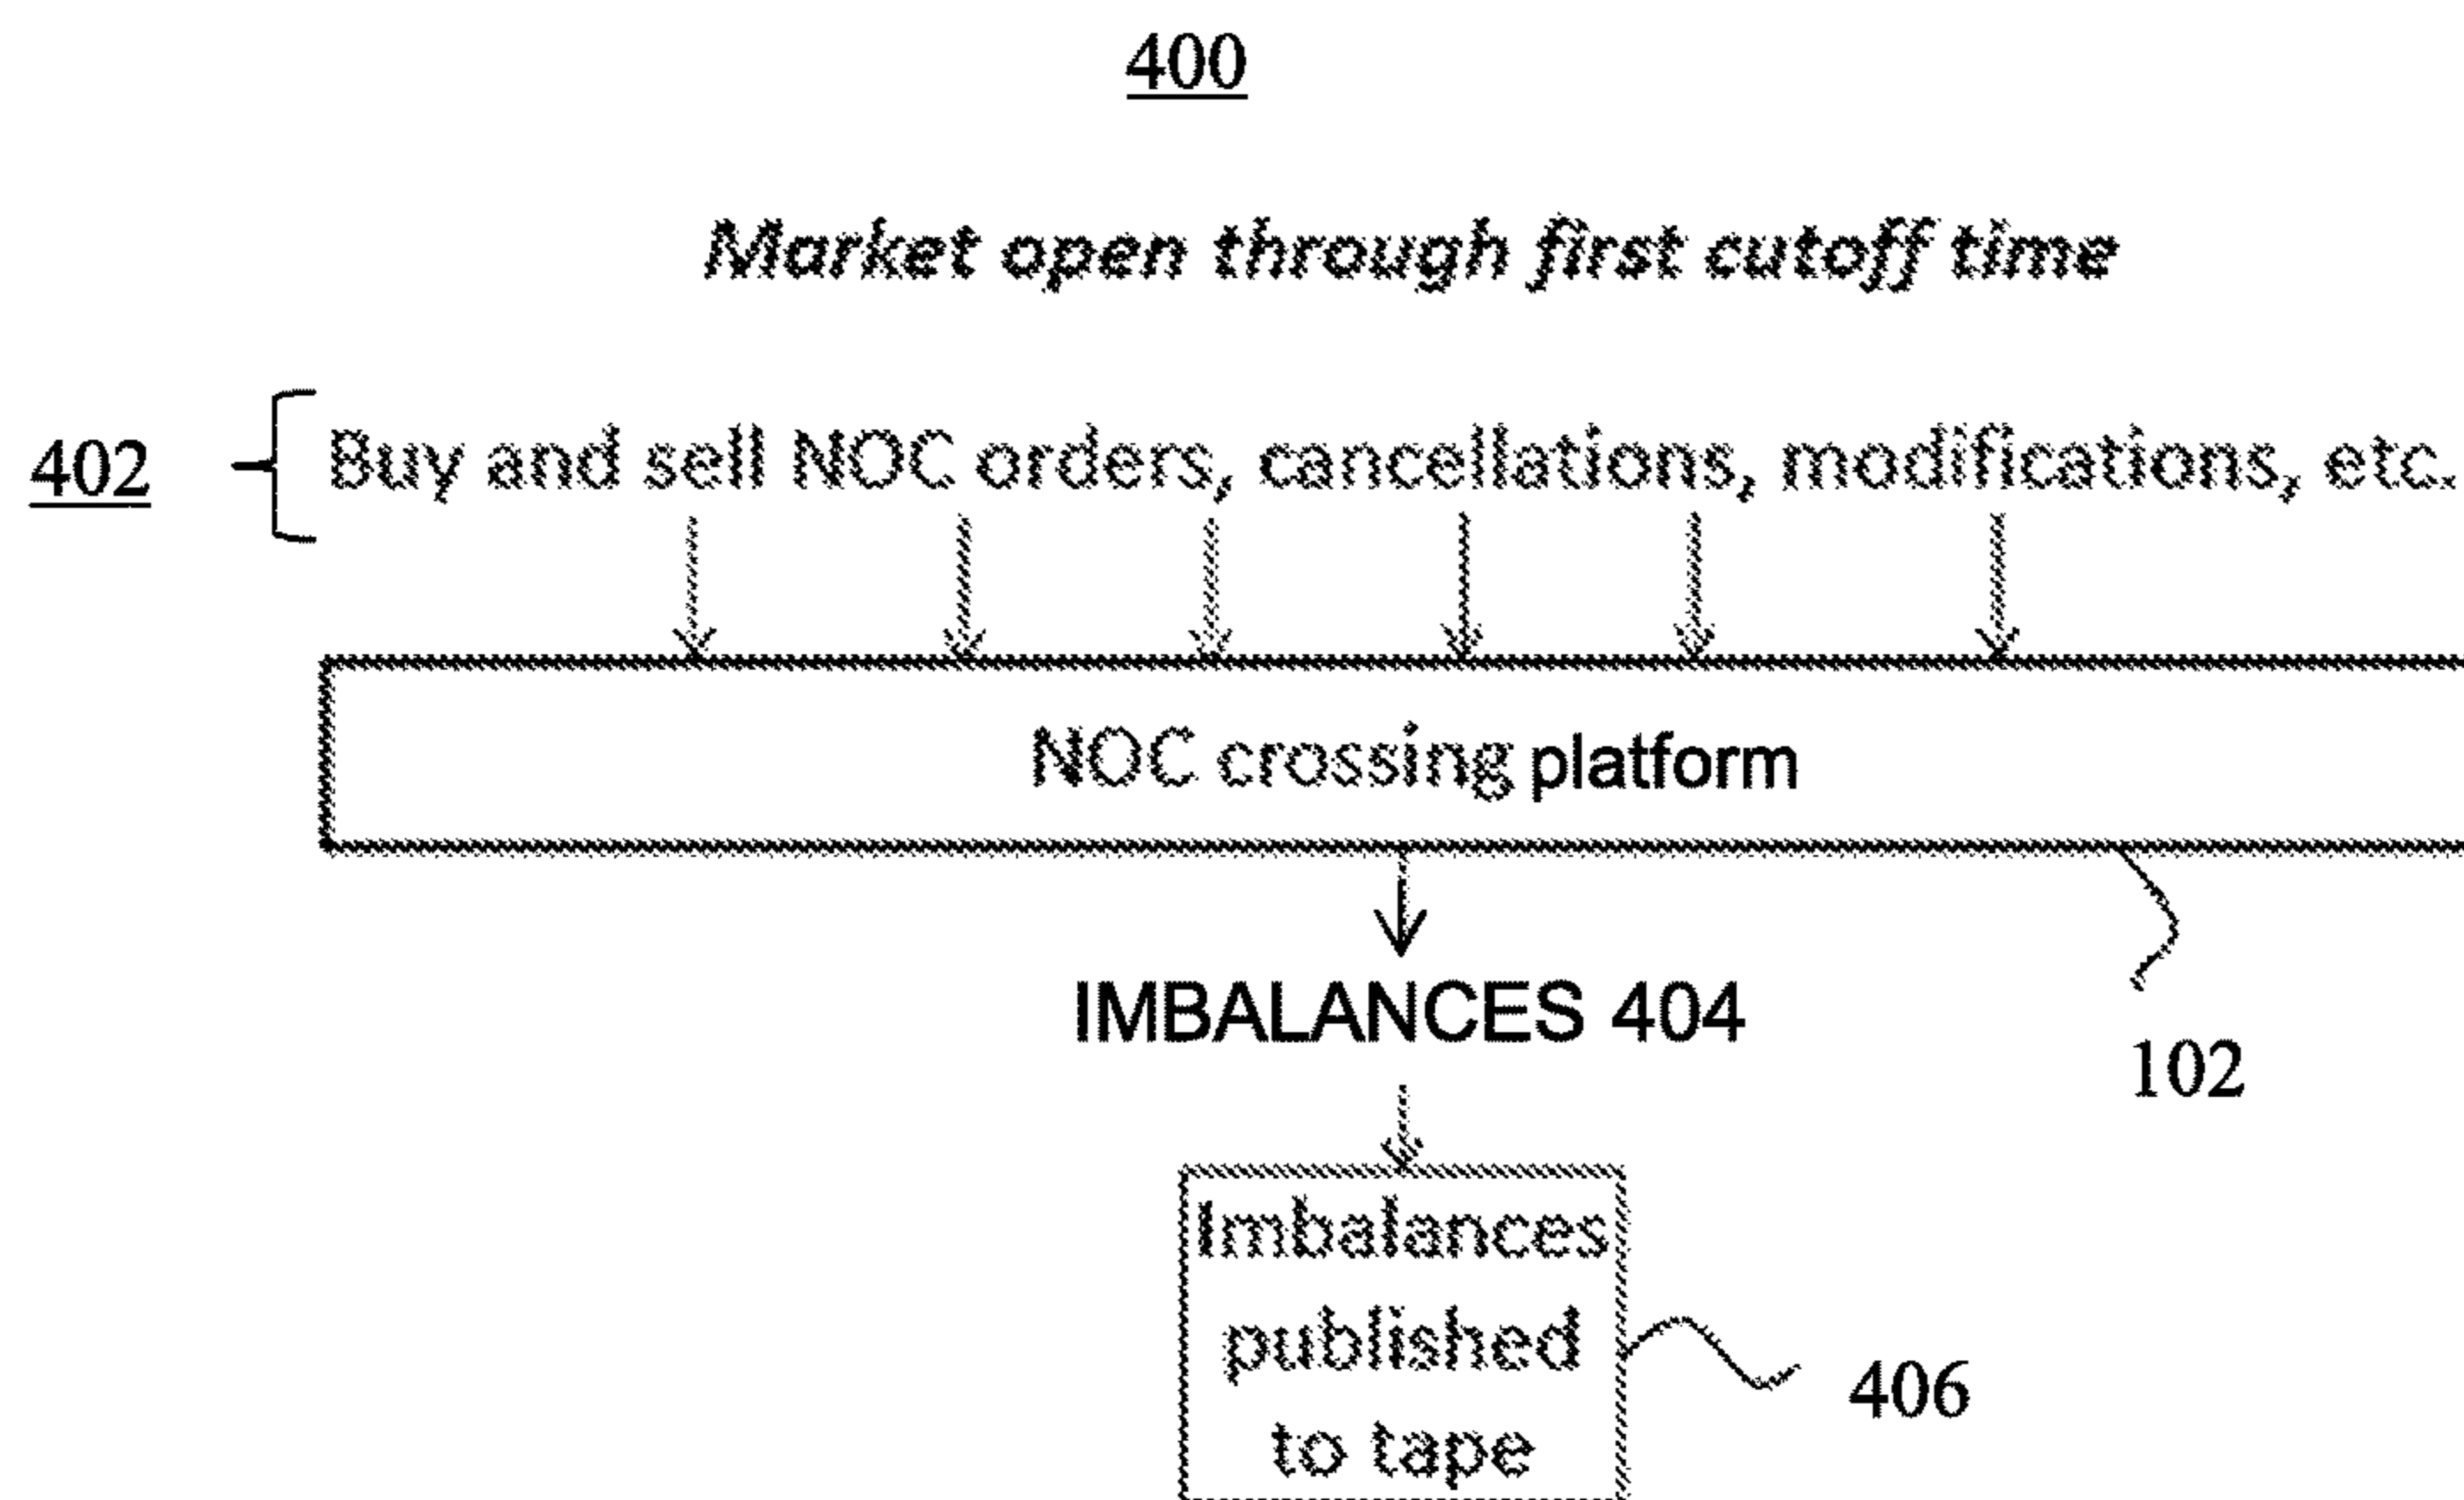 400
Market open through first cutoff time
402
Buy and sell NOC orders, cancellations, modifications, etc.
NOC crossing platform
IMBALANCES 404
102
Imbalances
published
to tape
406